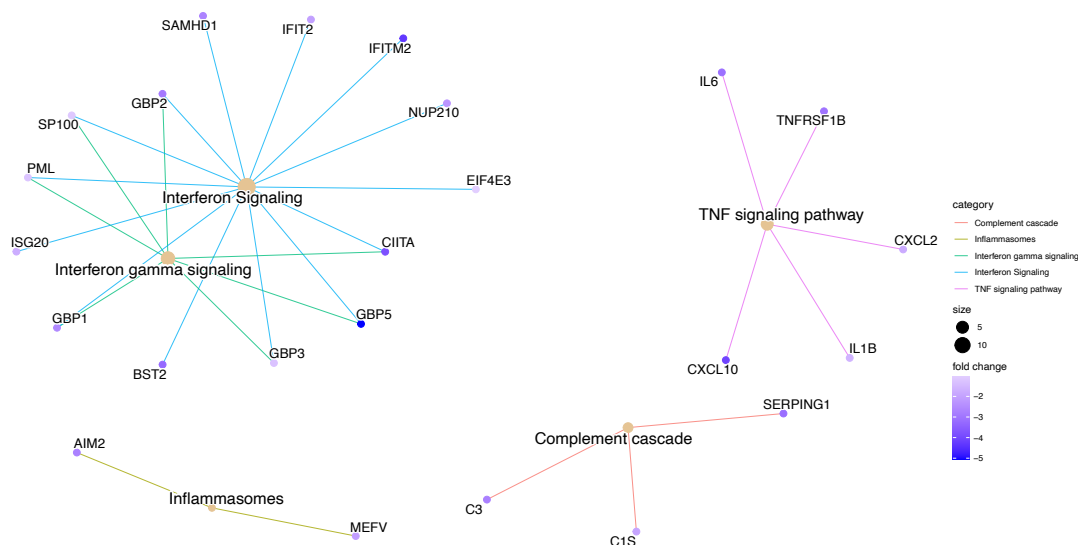 SAMHD1
IFIT2
IFITM2
GBP2
NUP210
SP100
PML
EIF4E3
Interferon Signaling
ISG20
CIITA
Interferon gamma signaling
GBP1
GBP5
GBP3
BST2
IL6
TNFRSF1B
TNF signaling pathway
CXCL2
IL1B
CXCL10
SERPING1
Complement cascade
C3
C1S
AIM2
Inflammasomes
MEFV
category
Complement cascade
Inflammasomes
Interferon gamma signaling
Interferon Signaling
TNF signaling pathway
size
5
10
fold change
−2
−3
−4
−5